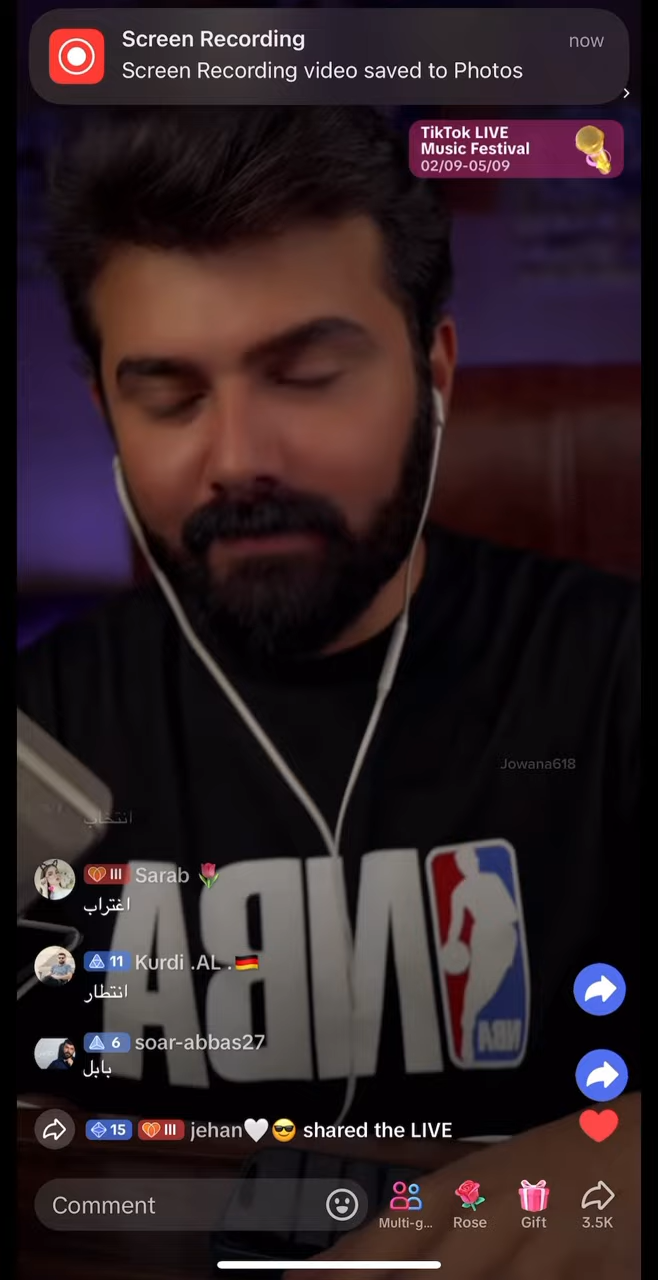 Screen Recording
now
Screen Recording video saved to Photos
TikTok LIVE
Music Festival
02/09-05/09
Jowana618
انتخاب
III Sarab
اغتراب
11 Kurdi .AL .
انتظار
6 soar-abbas27
بابل
NBA
NBA
15 III jehan shared the LIVE
Comment
Multi-g...
Rose
Gift
3.5K